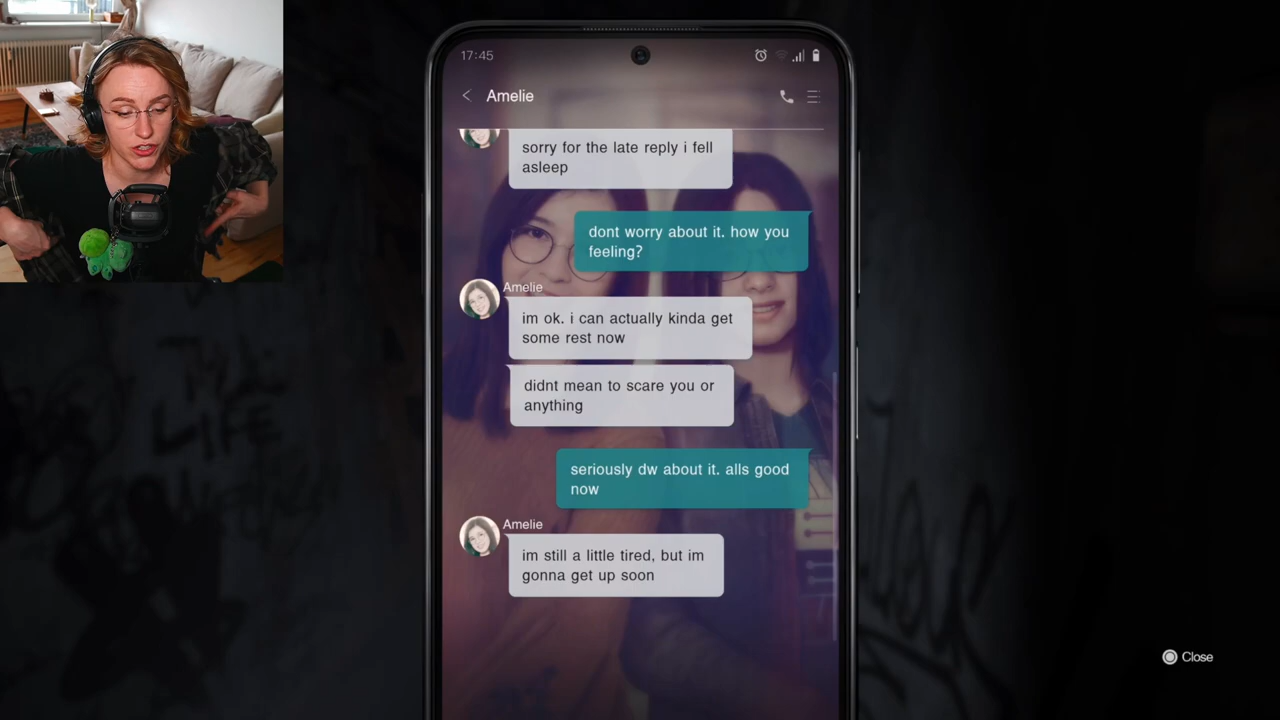 17:45
Amelie
sorry for the late reply i fell
asleep
dont worry about it. how you
feeling?
Amelie
im ok. i can actually kinda get
some rest now
didnt mean to scare you or
anything
seriously dw about it. alls good
now
Amelie
im still a little tired, but im
gonna get up soon
Close
LIFE